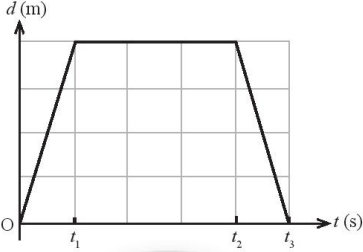 d (m)
O
t (s)
t₁
t₂
t₃